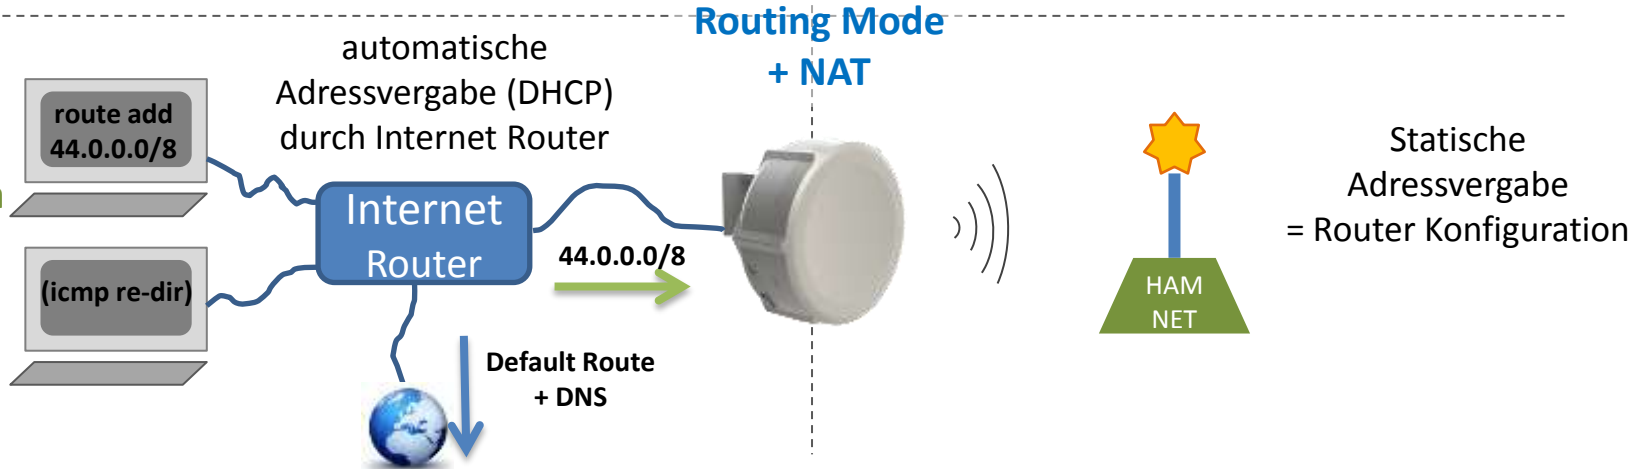 Routing Mode
+ NAT
automatische
Adressvergabe (DHCP)
durch Internet Router
route add
44.0.0.0/8
(icmp re-dir)
Internet
Router
44.0.0.0/8
Default Route
+ DNS
HAM
NET
Statische
Adressvergabe
= Router Konfiguration